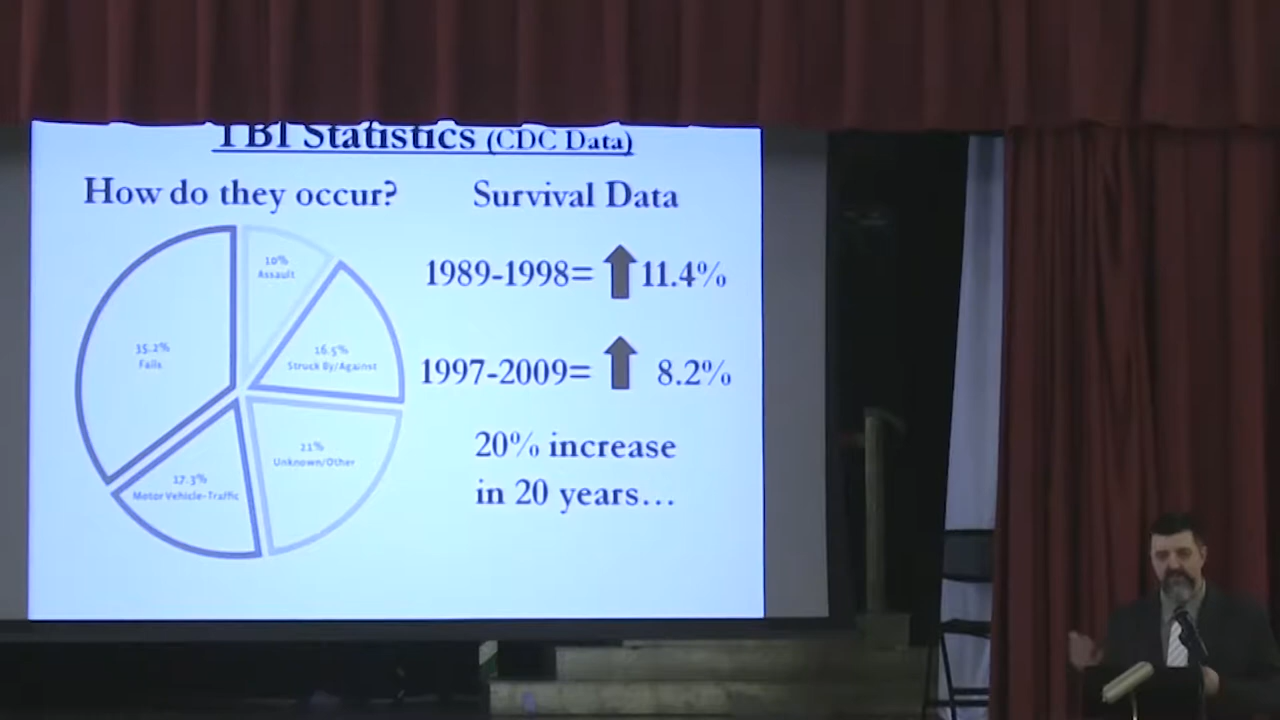 TBI Statistics (CDC Data)
How do they occur?
Survival Data
10%
Assault
16.5%
Struck By/Against
21%
Unknown/Other
17.3%
Motor Vehicle-Traffic
35.2%
Falls
1989-1998= 11.4%
1997-2009= 8.2%
20% increase
in 20 years…